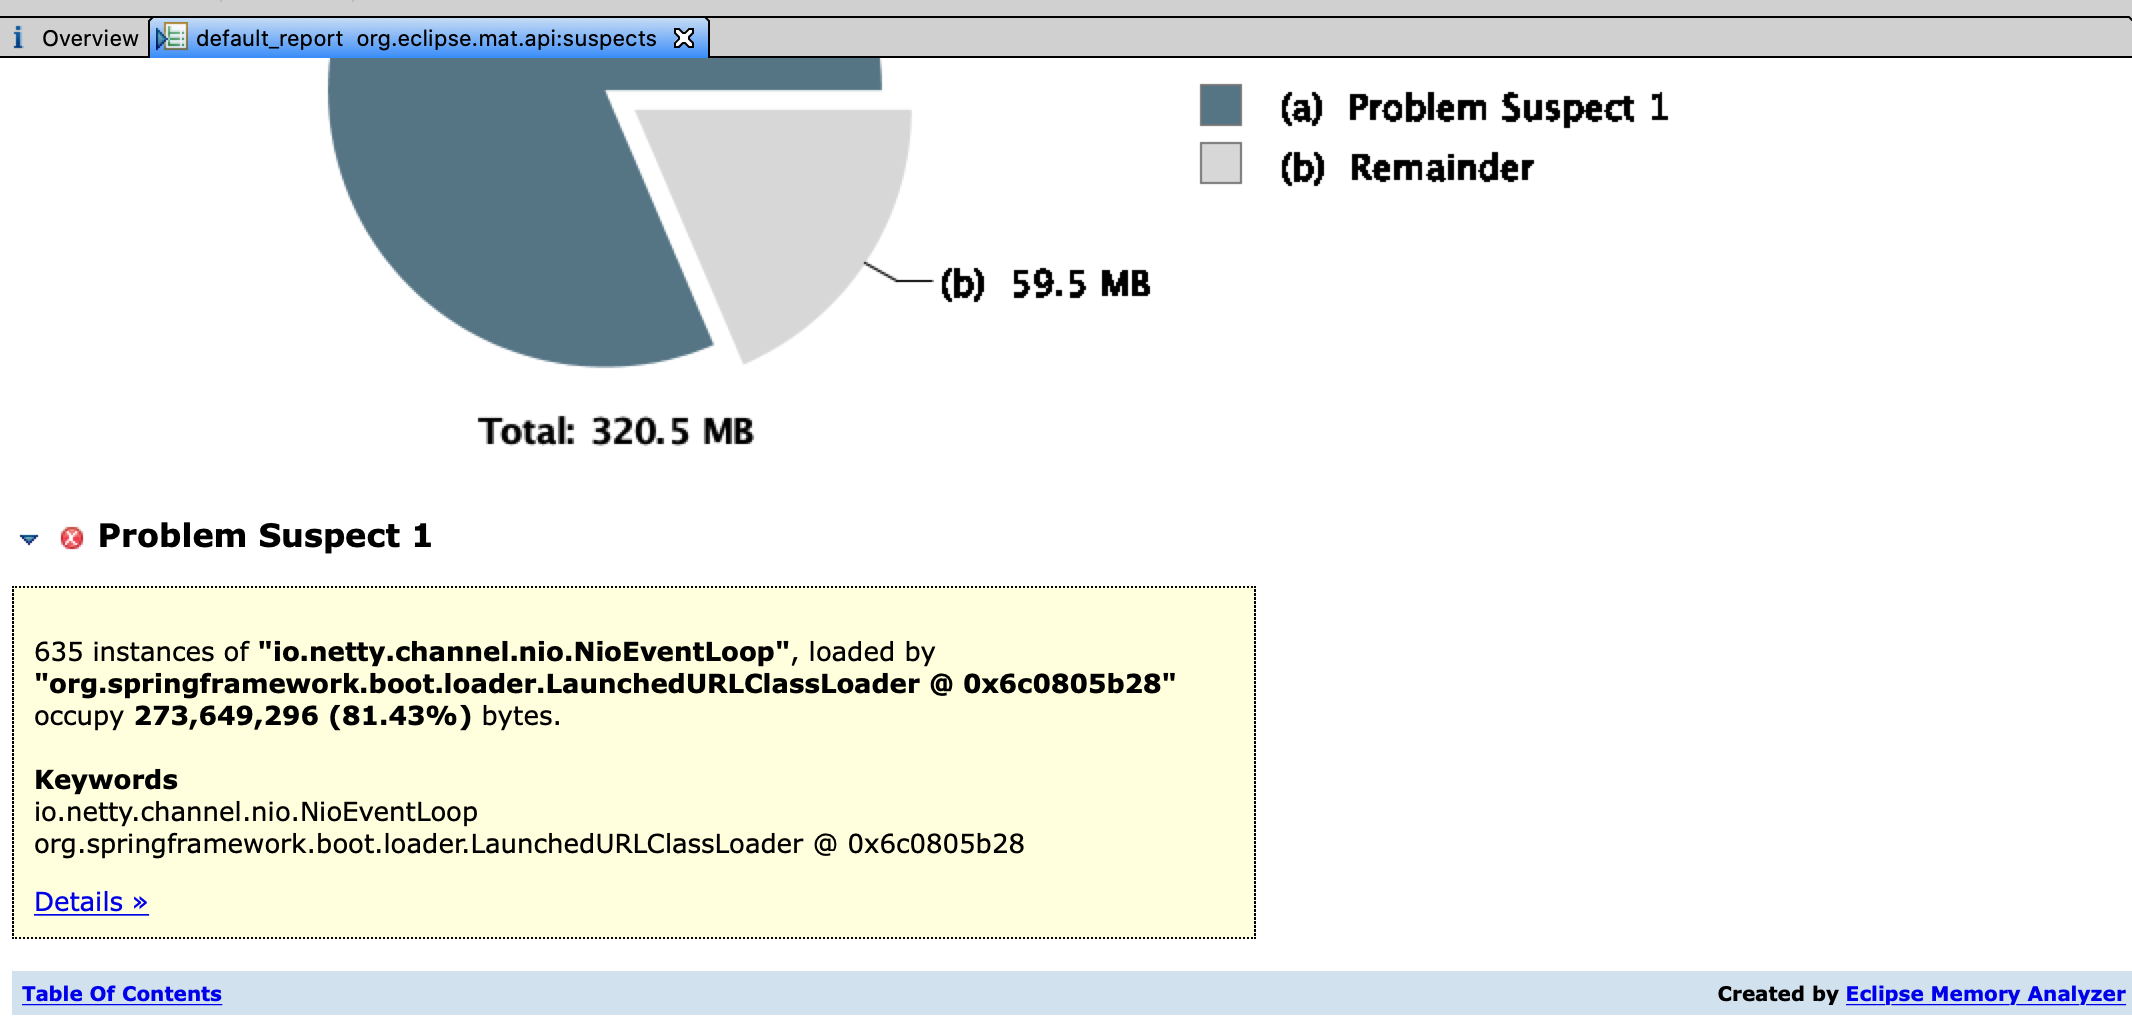 Overview
default_report org.eclipse.mat.api:suspects
(a) Problem Suspect 1
(b) Remainder
(b) 59.5 MB
Total: 320.5 MB
Problem Suspect 1
635 instances of "io.netty.channel.nio.NioEventLoop", loaded by
"org.springframework.boot.loader.LaunchedURLClassLoader @ 0x6c0805b28"
occupy 273,649,296 (81.43%) bytes.
Keywords
io.netty.channel.nio.NioEventLoop
org.springframework.boot.loader.LaunchedURLClassLoader @ 0x6c0805b28
Details »
Table Of Contents
Created by Eclipse Memory Analyzer